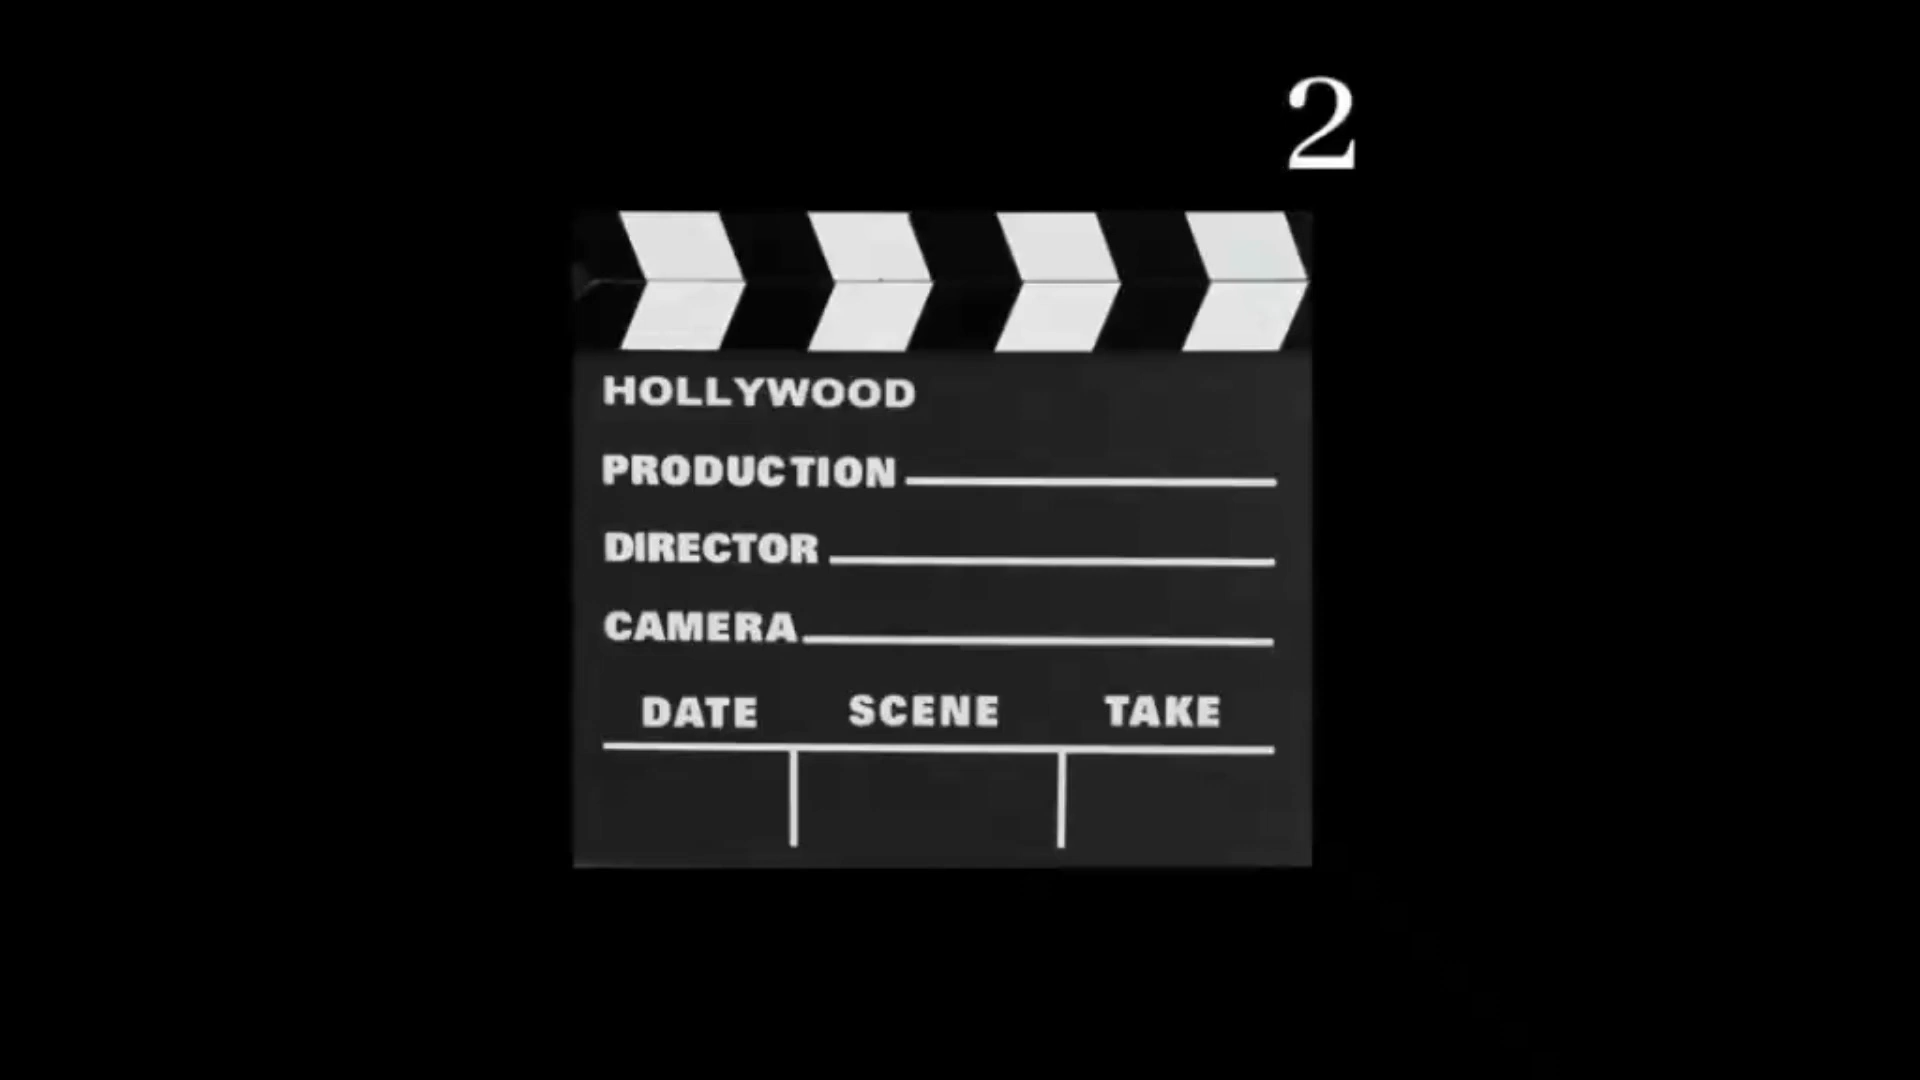 2
HOLLYWOOD
PRODUCTION
DIRECTOR
CAMERA
DATE SCENE TAKE